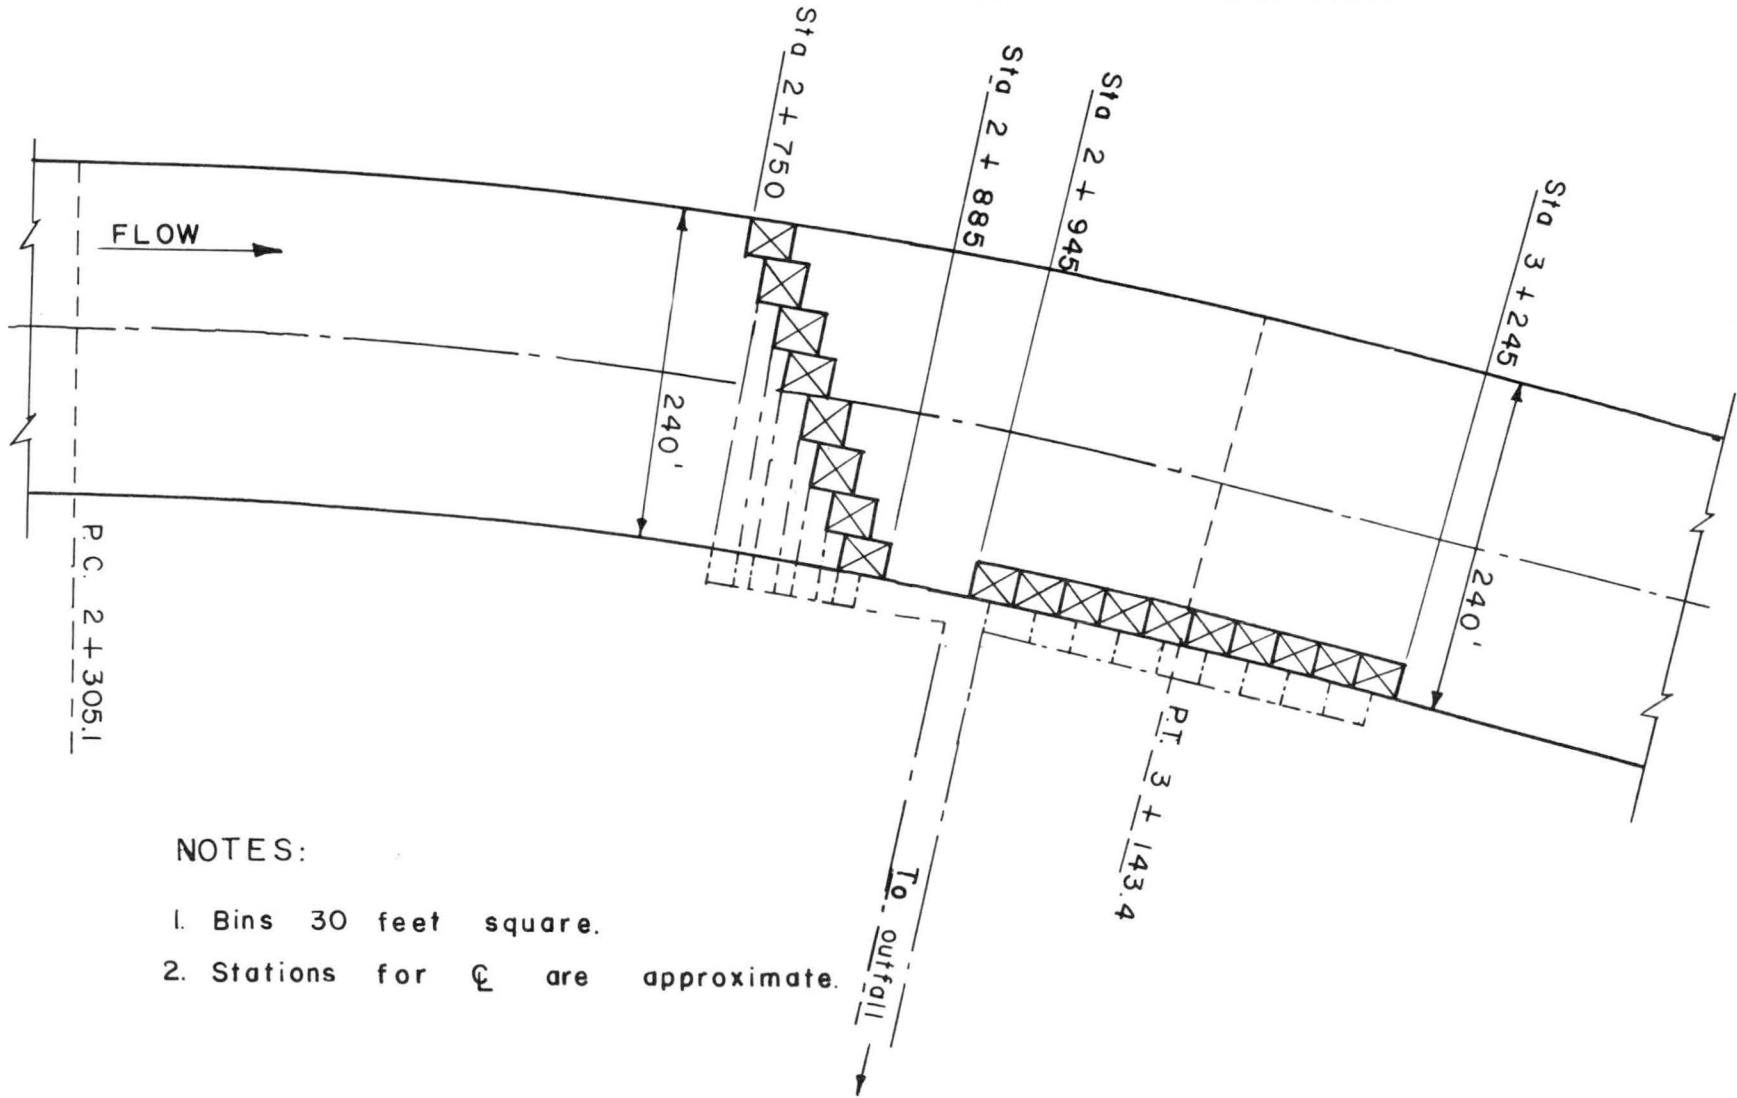 Sta 2 + 750
Sta 2 + 885
Sta 2 + 945
Sta 3 + 245
FLOW
240'
240'
P.C. 2 + 305.1
P.T. 3 + 143.4
To outfall
NOTES:
1. Bins 30 feet square.
2. Stations for ℄ are approximate.